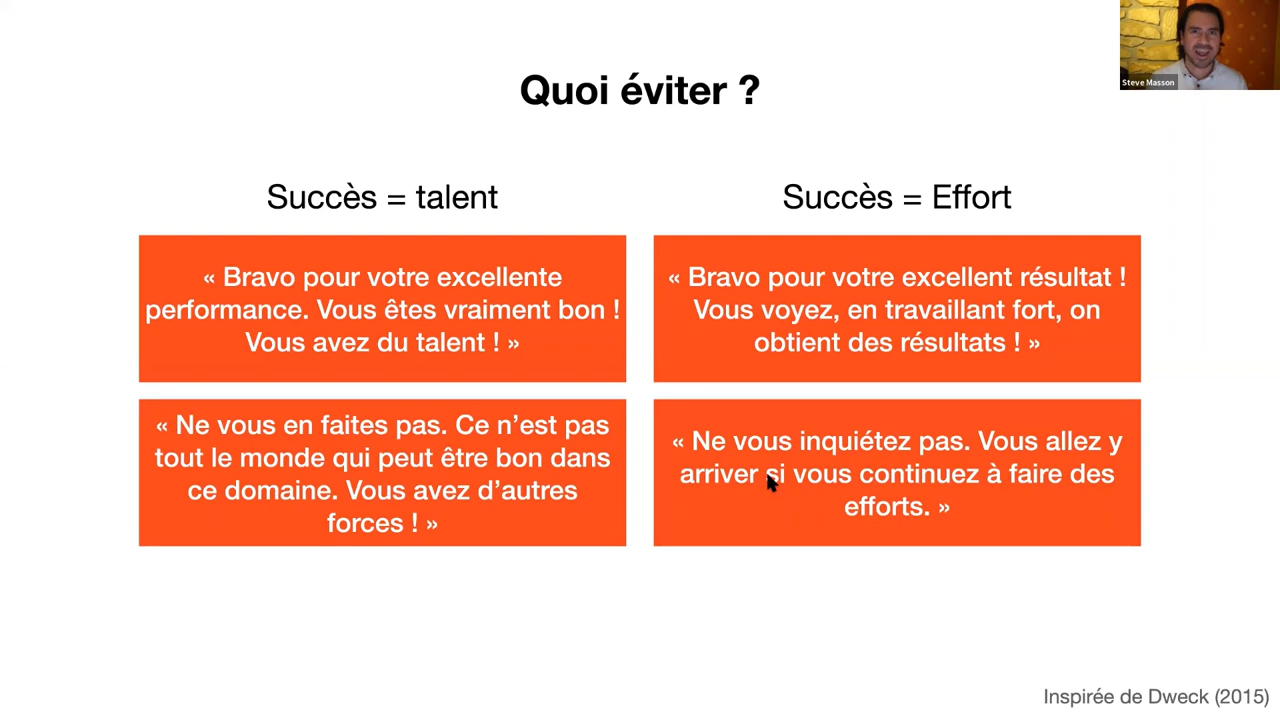 Steve Masson
Quoi éviter ?
Succès = talent
« Bravo pour votre excellente
performance. Vous êtes vraiment bon !
Vous avez du talent ! »
« Ne vous en faites pas. Ce n’est pas
tout le monde qui peut être bon dans
ce domaine. Vous avez d’autres
forces ! »
Succès = Effort
« Bravo pour votre excellent résultat !
Vous voyez, en travaillant fort, on
obtient des résultats ! »
« Ne vous inquiétez pas. Vous allez y
arriver si vous continuez à faire des
efforts. »
Inspirée de Dweck (2015)